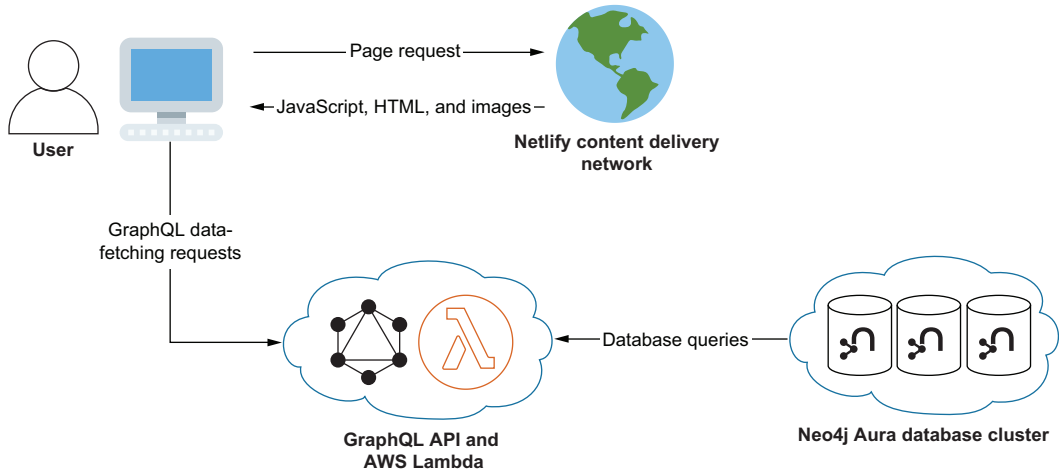 Page request
JavaScript, HTML, and images
User
Netlify content delivery
network
GraphQL data-
fetching requests
Database queries
GraphQL API and
AWS Lambda
Neo4j Aura database cluster